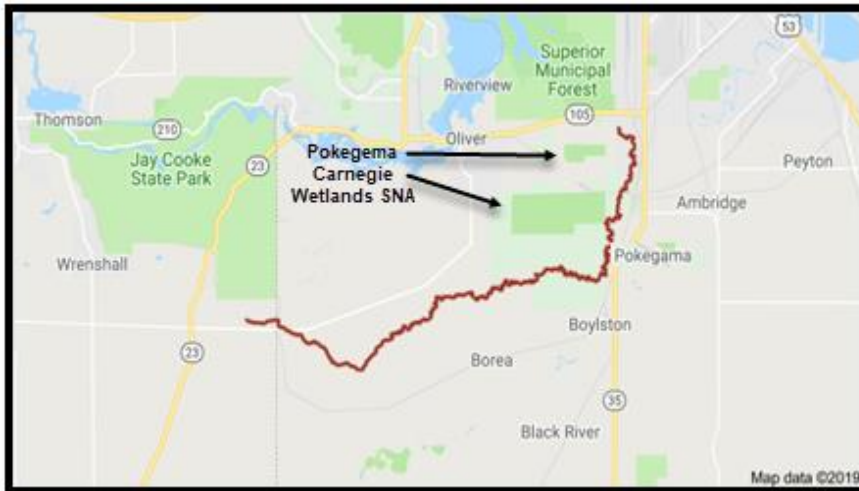 53
Superior
Municipal
Forest
Riverview
Thomson
210
105
Oliver
Jay Cooke
State Park
23
Pokegema
Carnegie
Wetlands SNA
Peyton
Ambridge
Wrenshall
Pokegama
Boylston
23
Borea
35
Black River
Map data ©2019